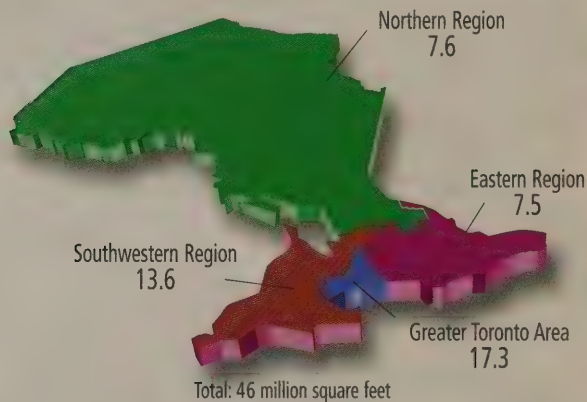 Northern Region
7.6
Eastern Region
7.5
Southwestern Region
13.6
Greater Toronto Area
17.3
Total: 46 million square feet